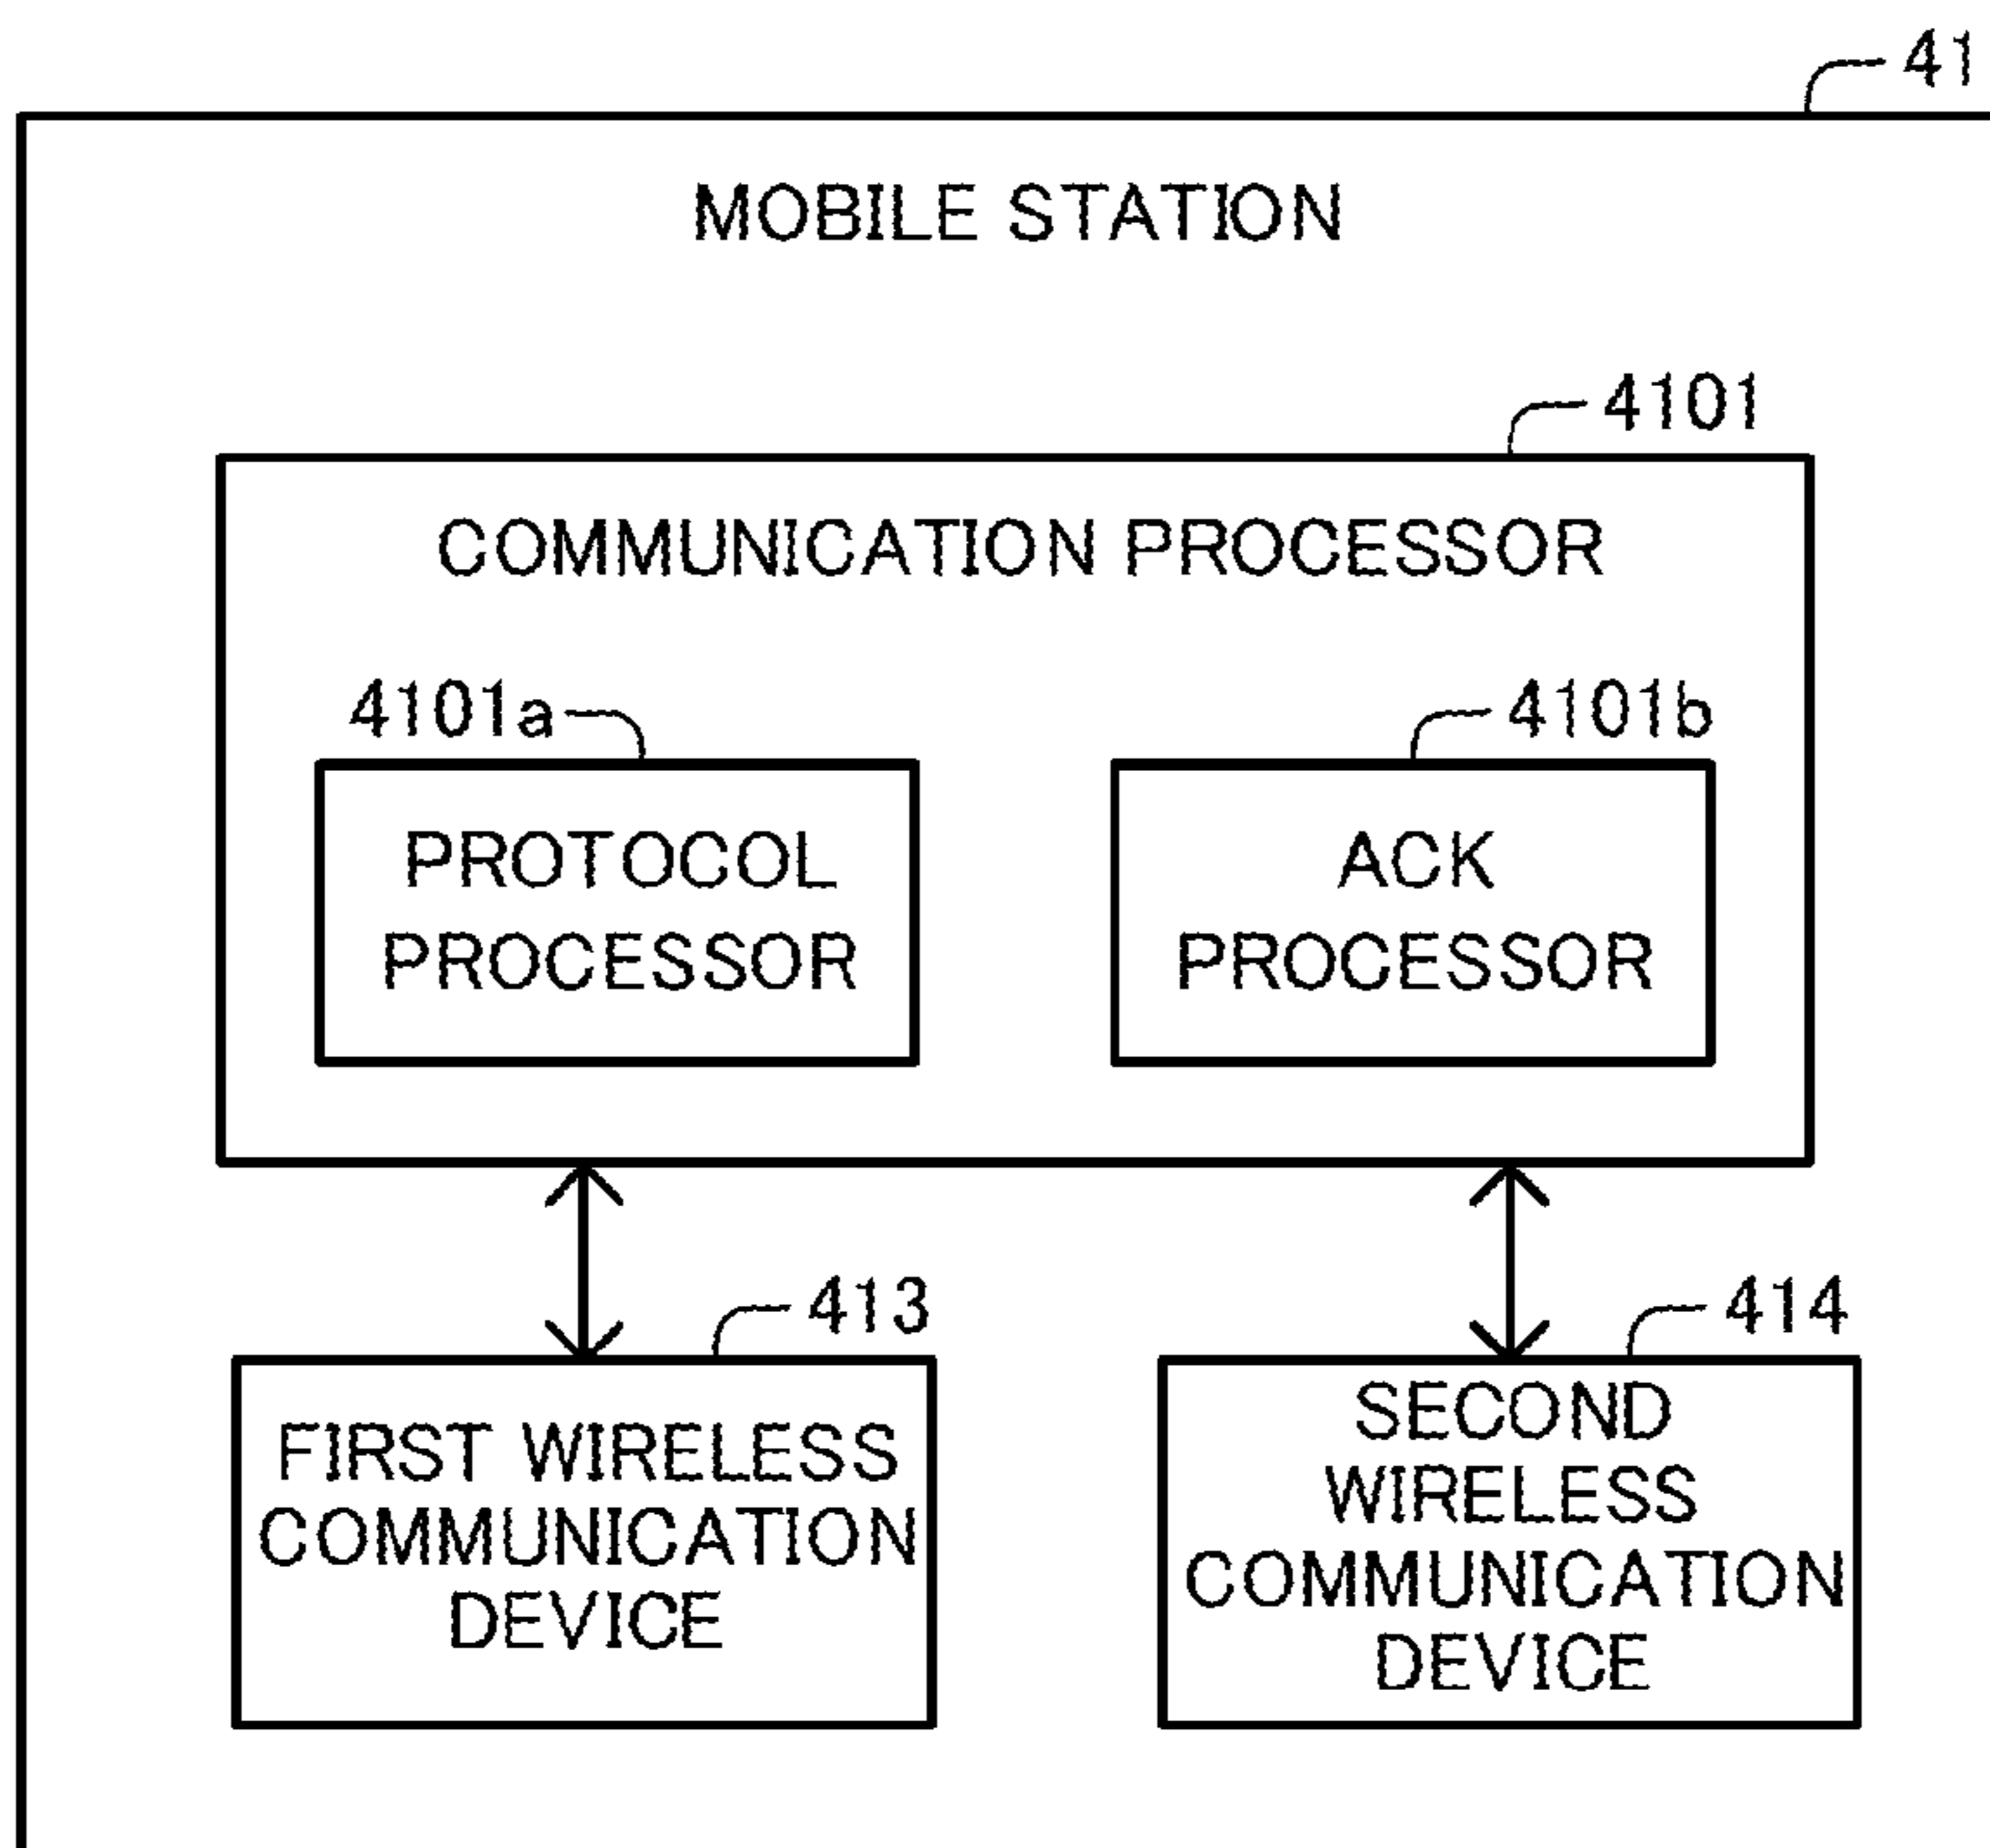 41
MOBILE STATION
4101
COMMUNICATION PROCESSOR
4101a
4101b
PROTOCOL
PROCESSOR
ACK
PROCESSOR
413
414
FIRST WIRELESS
COMMUNICATION
DEVICE
SECOND
WIRELESS
COMMUNICATION
DEVICE